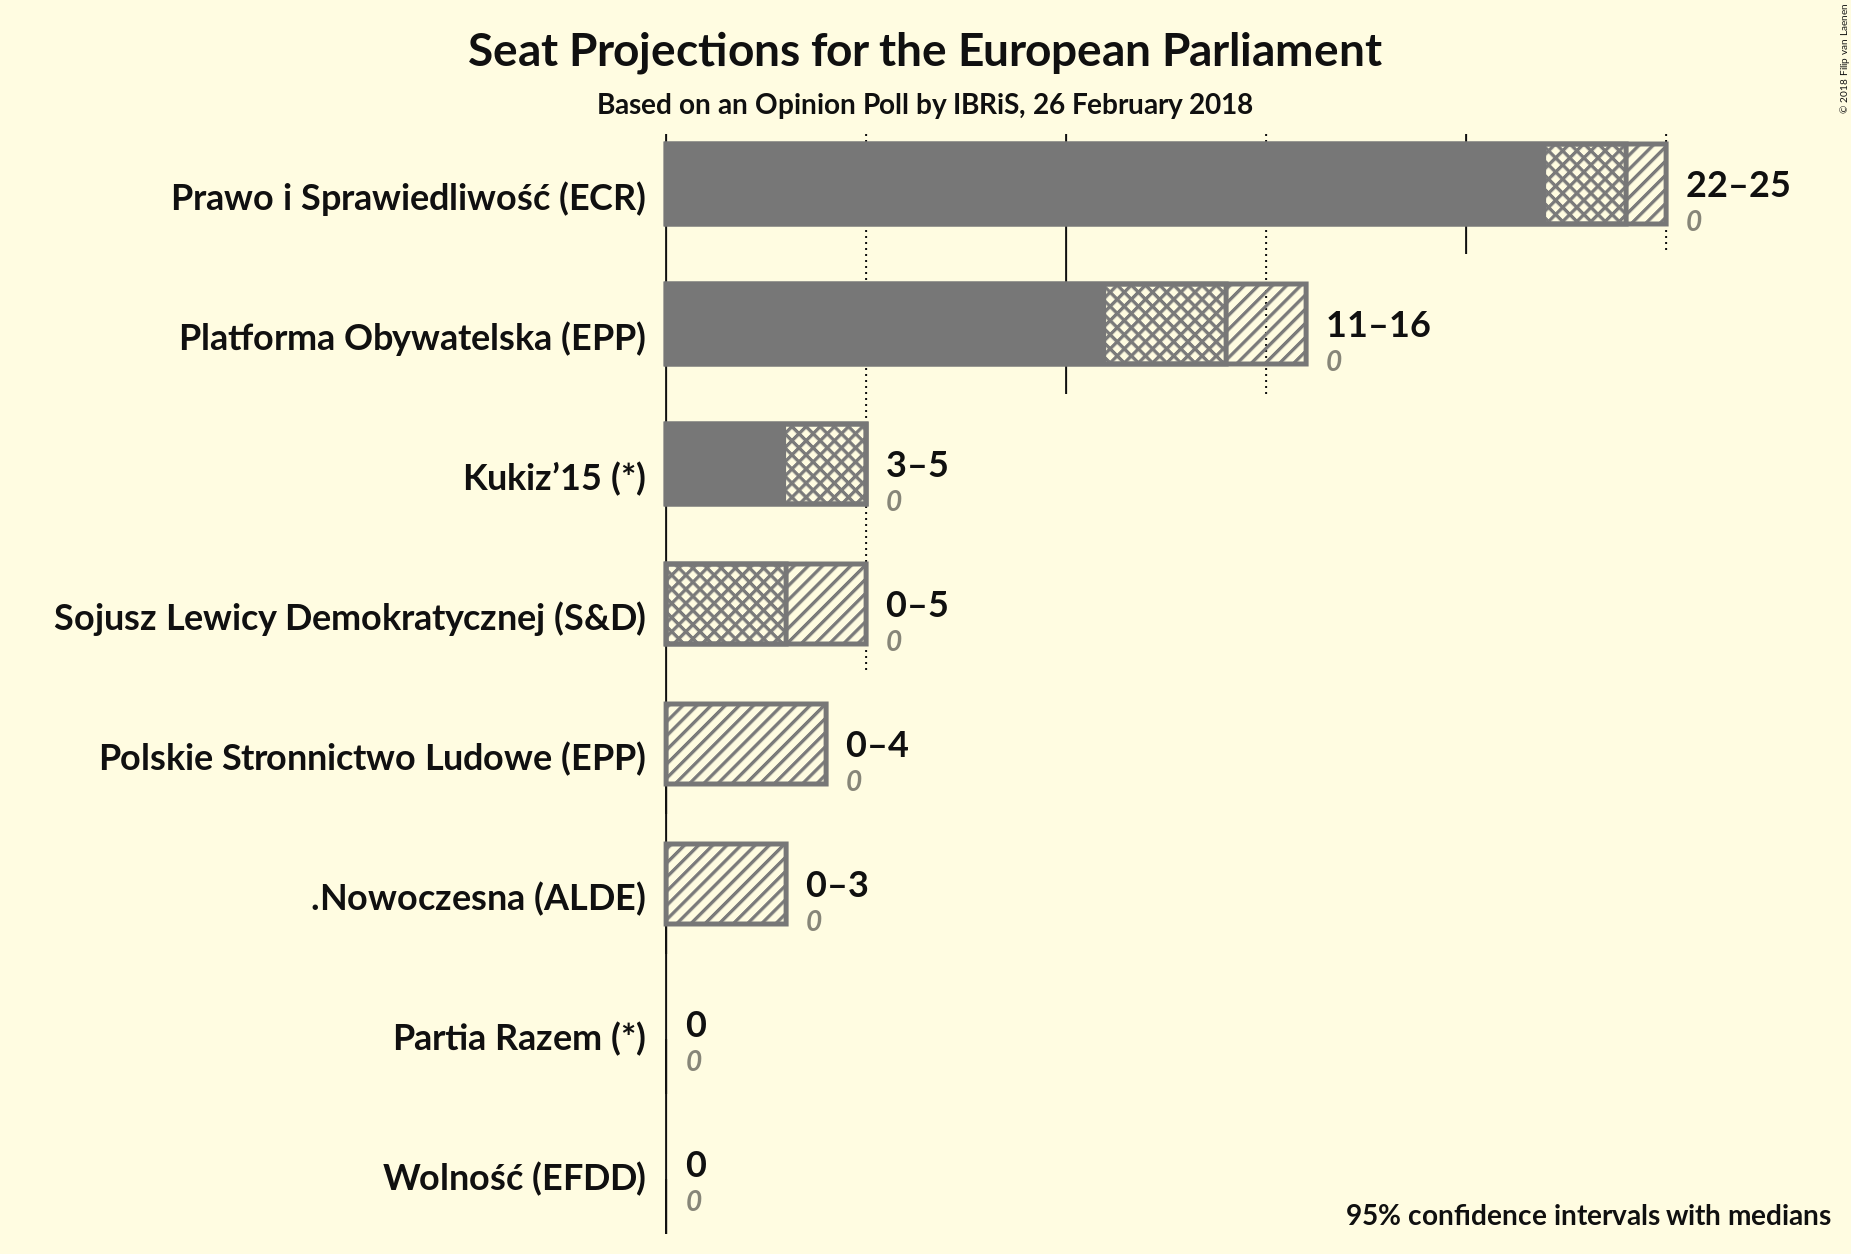 Seat Projections for the European Parliament
Based on an Opinion Poll by IBRiS, 26 February 2018
© 2018 Filip van Laenen
Prawo i Sprawiedliwość (ECR)
22–25
0
Platforma Obywatelska (EPP)
11–16
0
Kukiz’15 (*)
3–5
0
Sojusz Lewicy Demokratycznej (S&D)
0–5
0
Polskie Stronnictwo Ludowe (EPP)
0–4
0
.Nowoczesna (ALDE)
0–3
0
Partia Razem (*)
0
0
Wolność (EFDD)
0
0
95% confidence intervals with medians